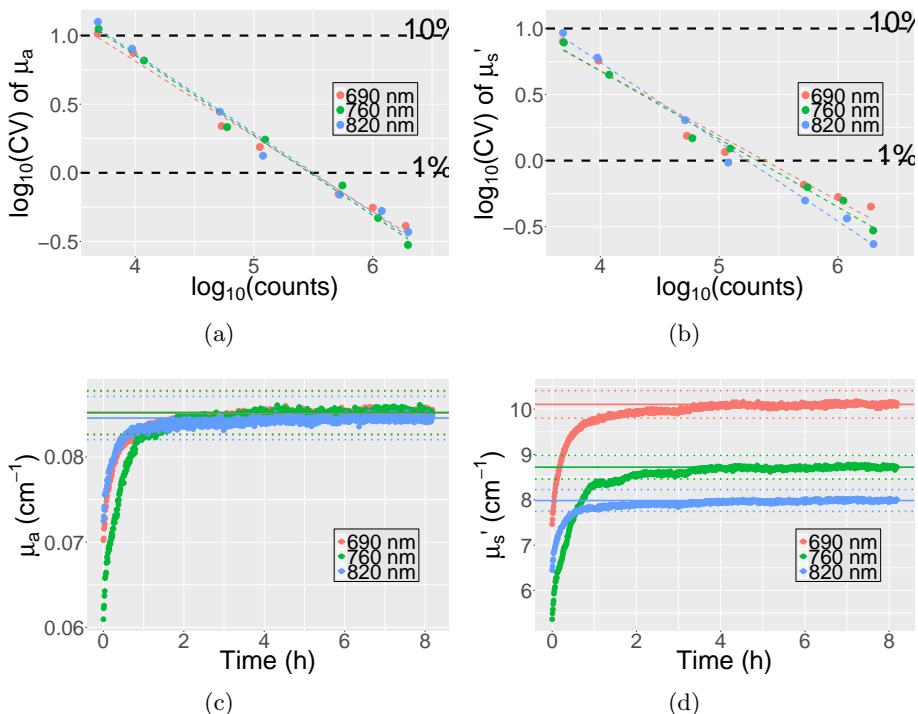 log10(CV) of μa
1.0
0.5
0.0
−0.5
10%
1%
690 nm
760 nm
820 nm
4
5
6
log10(counts)
(a)
log10(CV) of μs'
1.0
0.5
0.0
−0.5
10%
1%
690 nm
760 nm
820 nm
4
5
6
log10(counts)
(b)
μa (cm−1)
0.08
0.07
0.06
690 nm
760 nm
820 nm
0
2
4
6
8
Time (h)
(c)
μs' (cm−1)
10
9
8
7
6
690 nm
760 nm
820 nm
0
2
4
6
8
Time (h)
(d)